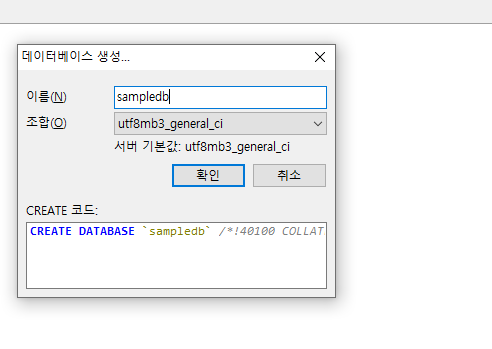 데이터베이스 생성...
이름(N) sampledb
조합(O) utf8mb3_general_ci
서버 기본값: utf8mb3_general_ci
확인 취소
CREATE 코드:
CREATE DATABASE `sampledb` /*!40100 COLLAT